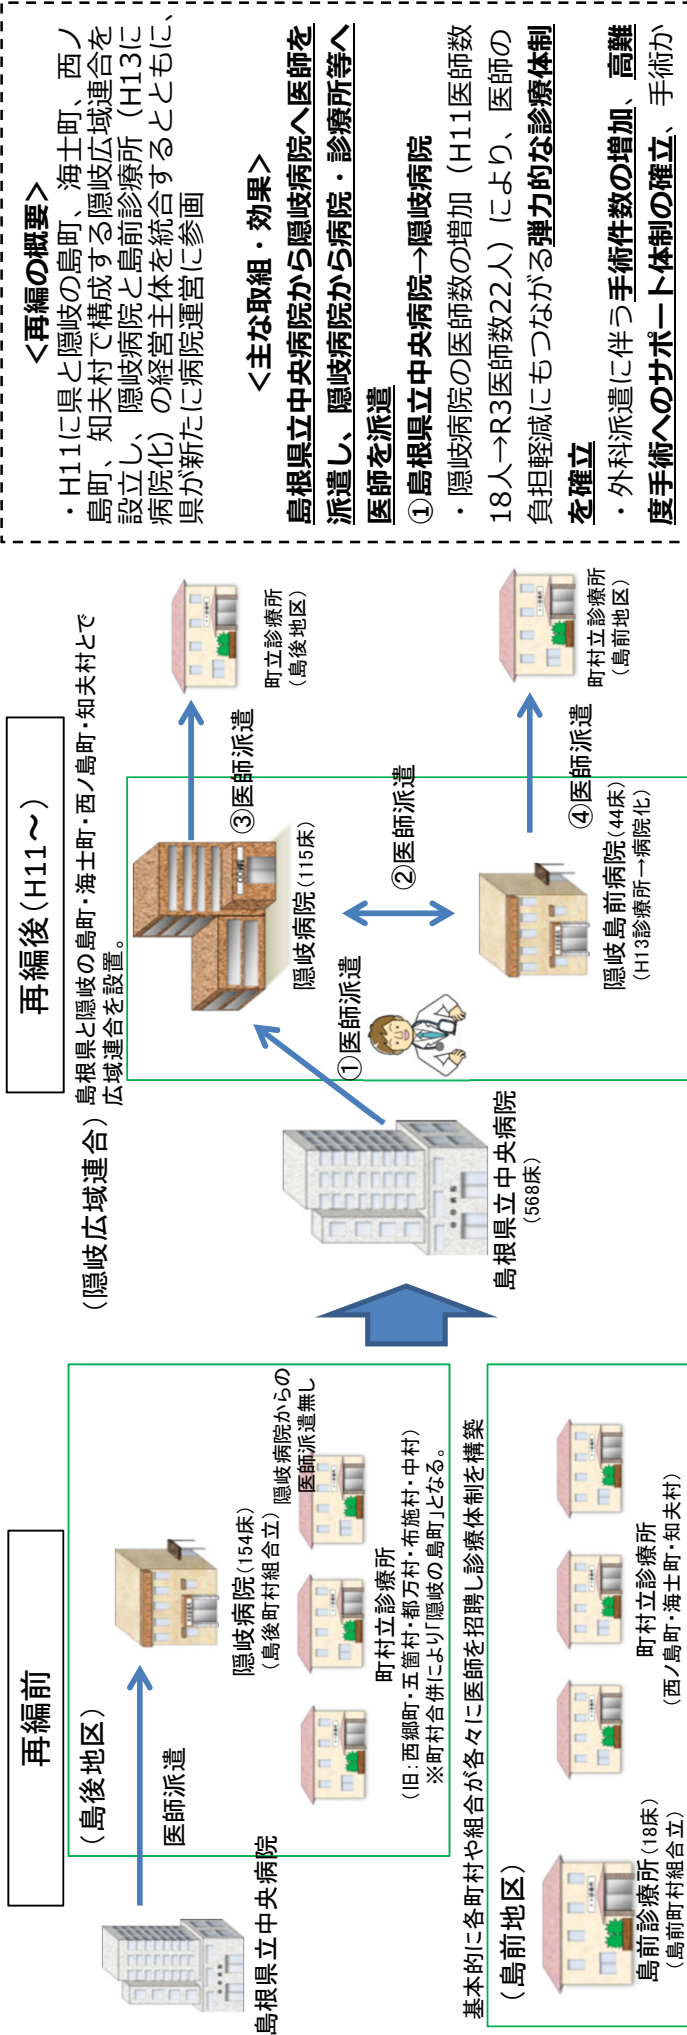 再編前
(島後地区)
医師派遣
島根県立中央病院
隠岐病院(154床)
(島後町村組合立)
隠岐病院からの
医師派遣無し
町村立診療所
(旧:西郷町・五箇村・都万村・布施村・中村)
※町村合併により「隠岐の島町」となる。
基本的に各町村や組合が各々に医師を招聘し診療体制を構築
(島前地区)
島前診療所(18床)
(島前町村組合立)
町村立診療所
(西ノ島町・海士町・知夫村)
再編後(H11～)
(隠岐広域連合)
島根県と隠岐の島町・海士町・西ノ島町・知夫村とで
広域連合を設置。
島根県立中央病院
(568床)
①医師派遣
隠岐病院(115床)
②医師派遣
③医師派遣
町立診療所
(島後地区)
隠岐島前病院(44床)
(H13診療所→病院化)
④医師派遣
町村立診療所
(島前地区)
＜再編の概要＞
・H11に県と隠岐の島町、海士町、西ノ
島町、知夫村で構成する隠岐広域連合を
設立し、隠岐病院と島前診療所（H13に
病院化）の経営主体を統合するとともに、
県が新たに病院運営に参画
＜主な取組・効果＞
島根県立中央病院から隠岐病院へ医師を
派遣し、隠岐病院から病院・診療所等へ
医師を派遣
①島根県立中央病院→隠岐病院
・隠岐病院の医師数の増加（H11医師数
18人→R3医師数22人）により、医師の
負担軽減にもつながる弾力的な診療体制
を確立
・外科派遣に伴う手術件数の増加、高難
度手術へのサポート体制の確立、手術か